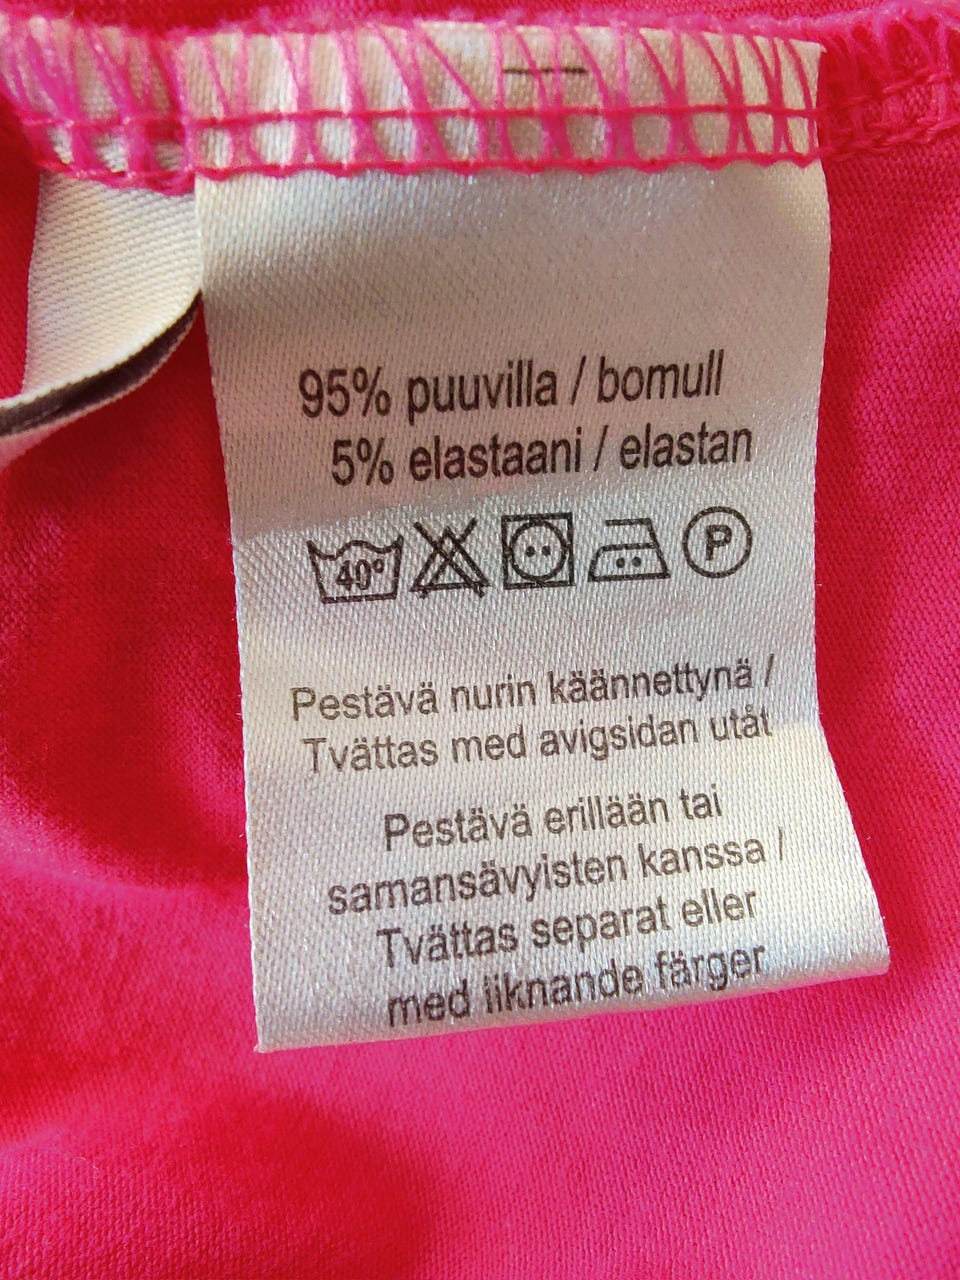 95% puuvilla / bomull
5% elastaani / elastan
40° P
Pestävä nurin käännettynä /
Tvättas med avigsidan utåt
Pestävä erillään tai
samansävyisten kanssa /
Tvättas separat eller
med liknande färger